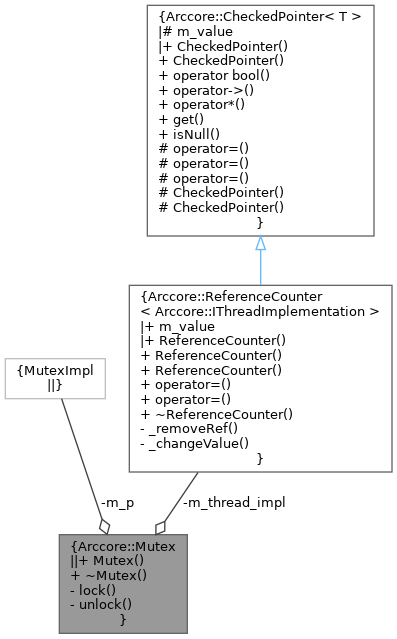 {Arccore::CheckedPointer< T >
|# m_value
|+ CheckedPointer()
+ CheckedPointer()
+ operator bool()
+ operator->()
+ operator*()
+ get()
+ isNull()
# operator=()
# operator=()
# operator=()
# CheckedPointer()
# CheckedPointer()
}
{Arccore::ReferenceCounter
< Arccore::IThreadImplementation >
|+ m_value
|+ ReferenceCounter()
+ ReferenceCounter()
+ ReferenceCounter()
+ operator=()
+ operator=()
+ ~ReferenceCounter()
- _removeRef()
- _changeValue()
}
{MutexImpl
||}
-m_p
-m_thread_impl
{Arccore::Mutex
||+ Mutex()
+ ~Mutex()
- lock()
- unlock()
}